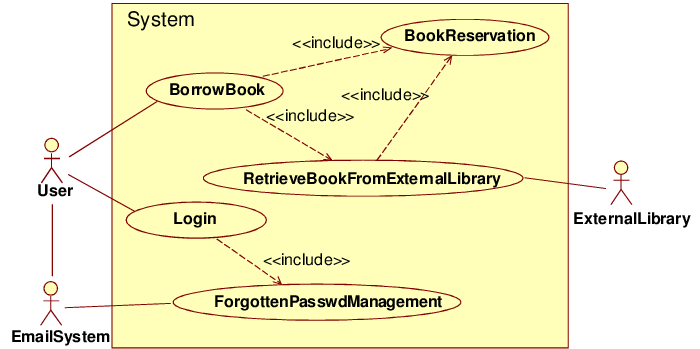 System
BookReservation
<<include>>
BorrowBook
<<include>>
<<include>>
RetrieveBookFromExternalLibrary
User
ExternalLibrary
Login
<<include>>
ForgottenPasswdManagement
EmailSystem